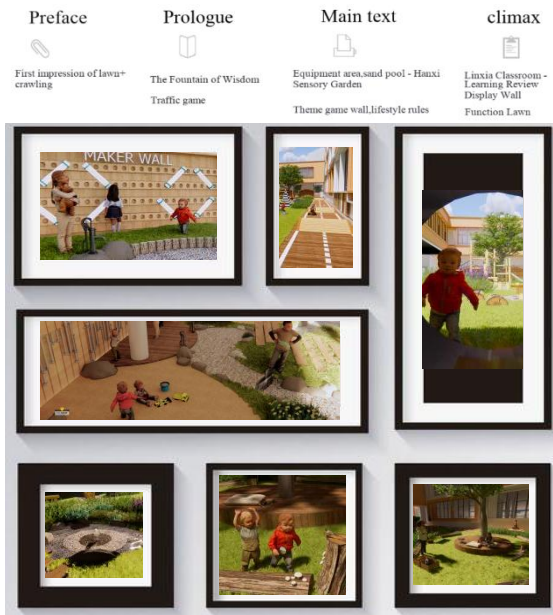 Preface
Prologue
Main text
climax
First impression of lawn+
crawling
The Fountain of Wisdom
Traffic game
Equipment area,sand pool - Hanxi
Sensory Garden
Theme game wall,lifestyle rules
Linxia Classroom -
Learning Review
Display Wall
Function Lawn
MAKER WALL